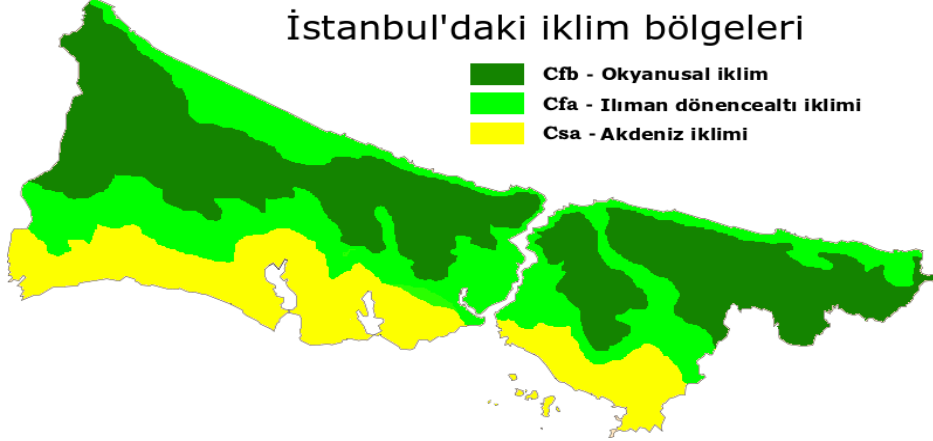 İstanbul'daki iklim bölgeleri
Cfb - Okyanusal iklim
Cfa - Ilıman dönencealtı iklimi
Csa - Akdeniz iklimi